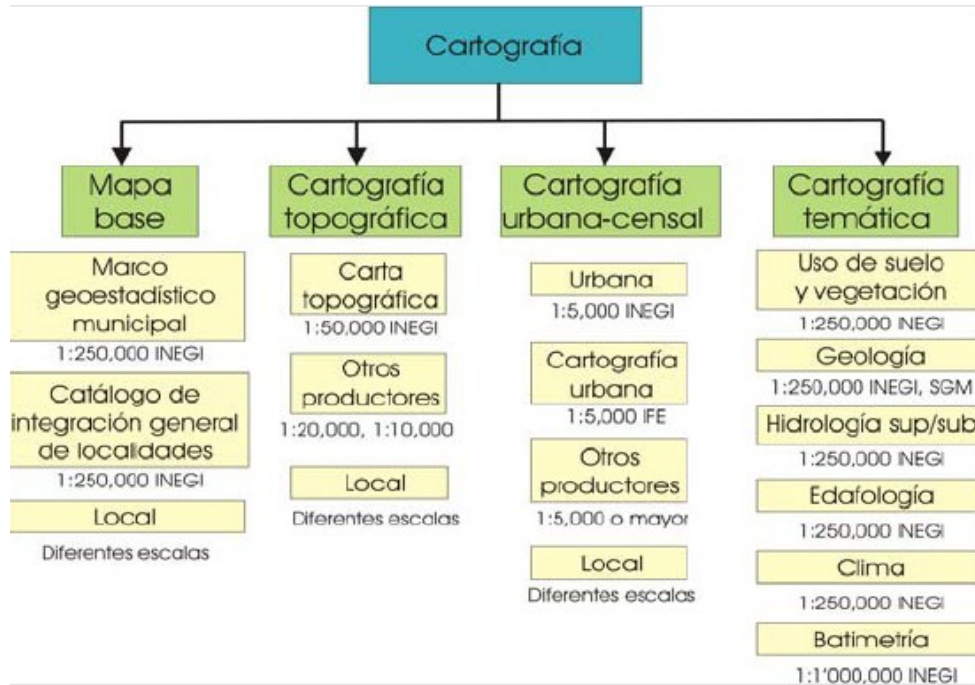 Cartografía
Mapa
base
Marco
geoestadístico
municipal
1:250,000 INEGI
Catálogo de
integración general
de localidades
1:250,000 INEGI
Local
Diferentes escalas
Cartografía
topográfica
Carta
topográfica
1:50,000 INEGI
Otros
productores
1:20,000, 1:10,000
Local
Diferentes escalas
Cartografía
urbana-censal
Urbana
1:5,000 INEGI
Cartografía
urbana
1:5,000 IFE
Otros
productores
1:5,000 o mayor
Local
Diferentes escalas
Cartografía
temática
Uso de suelo
y vegetación
1:250,000 INEGI
Geología
1:250,000 INEGI, SGM
Hidrología sup/sub
1:250,000 INEGI
Edafología
1:250,000 INEGI
Clima
1:250,000 INEGI
Batimetría
1:1'000,000 INEGI